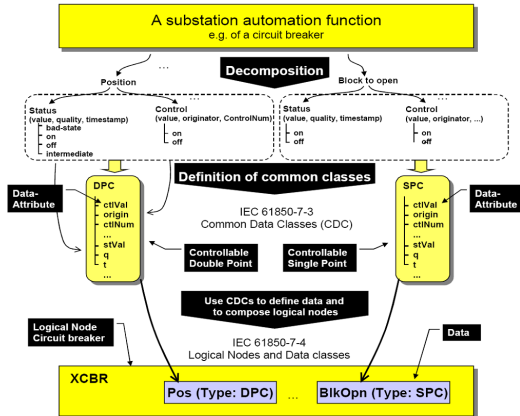 A substation automation function
e.g. of a circuit breaker
...
Decomposition
Position
Block to open
...
...
Status
(value, quality, timestamp)
bad-state
on
off
intermediate
Control
(value, originator, ControlNum)
on
off
Status
(value, quality, timestamp)
on
off
Control
(value, originator, ...)
on
off
Definition of common classes
DPC
SPC
Data-
Attribute
ctlVal
origin
ctlNum
...
stVal
q
t
...
IEC 61850-7-3
Common Data Classes (CDC)
ctlVal
origin
ctlNum
...
stVal
q
t
...
Data-
Attribute
Controllable
Double Point
Controllable
Single Point
Use CDCs to define data and
to compose logical nodes
Logical Node
Circuit breaker
IEC 61850-7-4
Logical Nodes and Data classes
Data
XCBR
Pos (Type: DPC)
...
BlkOpn (Type: SPC)